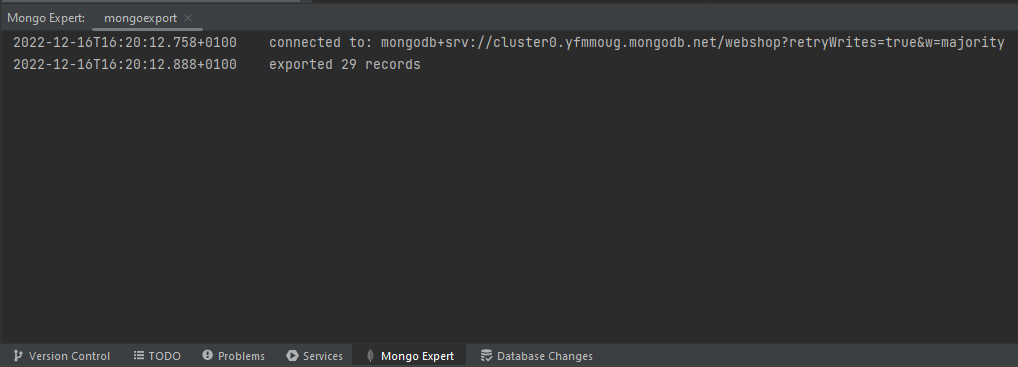 Mongo Expert: mongoexport
2022-12-16T16:20:12.758+0100 connected to: mongodb+srv://cluster0.yfmmoug.mongodb.net/webshop?retryWrites=true&w=majority
2022-12-16T16:20:12.888+0100 exported 29 records
Version Control TODO Problems Services Mongo Expert Database Changes